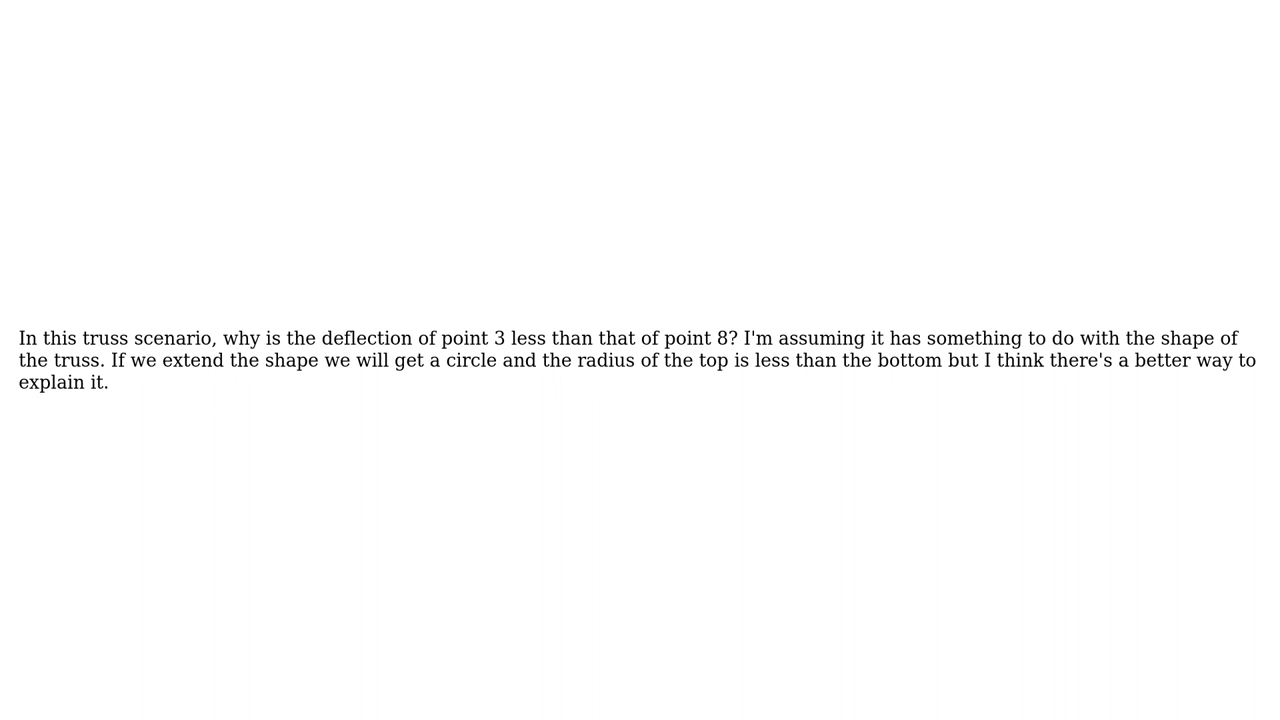 In this truss scenario, why is the deflection of point 3 less than that of point 8? I'm assuming it has something to do with the shape of
the truss. If we extend the shape we will get a circle and the radius of the top is less than the bottom but I think there's a better way to
explain it.